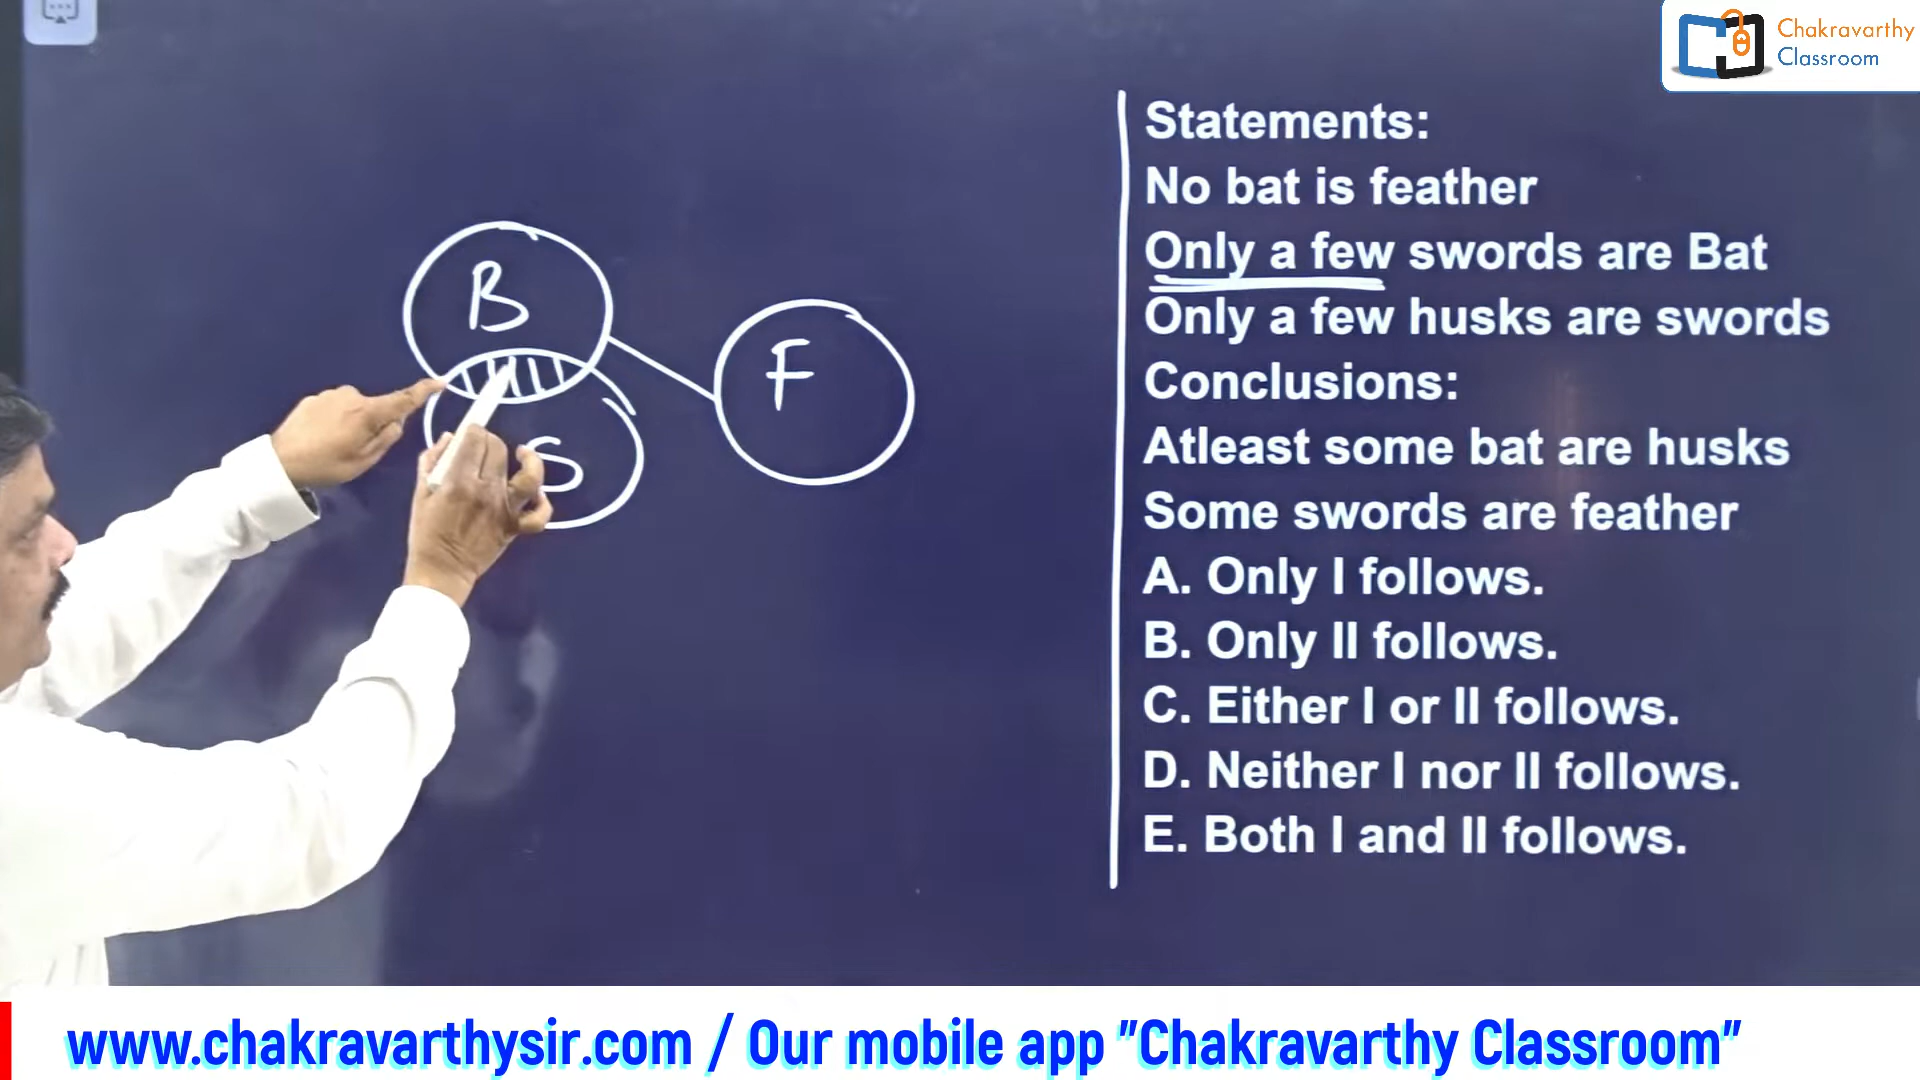 Chakravarthy
Classroom
Statements:
No bat is feather
Only a few swords are Bat
Only a few husks are swords
Conclusions:
Atleast some bat are husks
Some swords are feather
A. Only I follows.
B. Only II follows.
C. Either I or II follows.
D. Neither I nor II follows.
E. Both I and II follows.
B
F
S
www.chakravarthysir.com / Our mobile app "Chakravarthy Classroom"